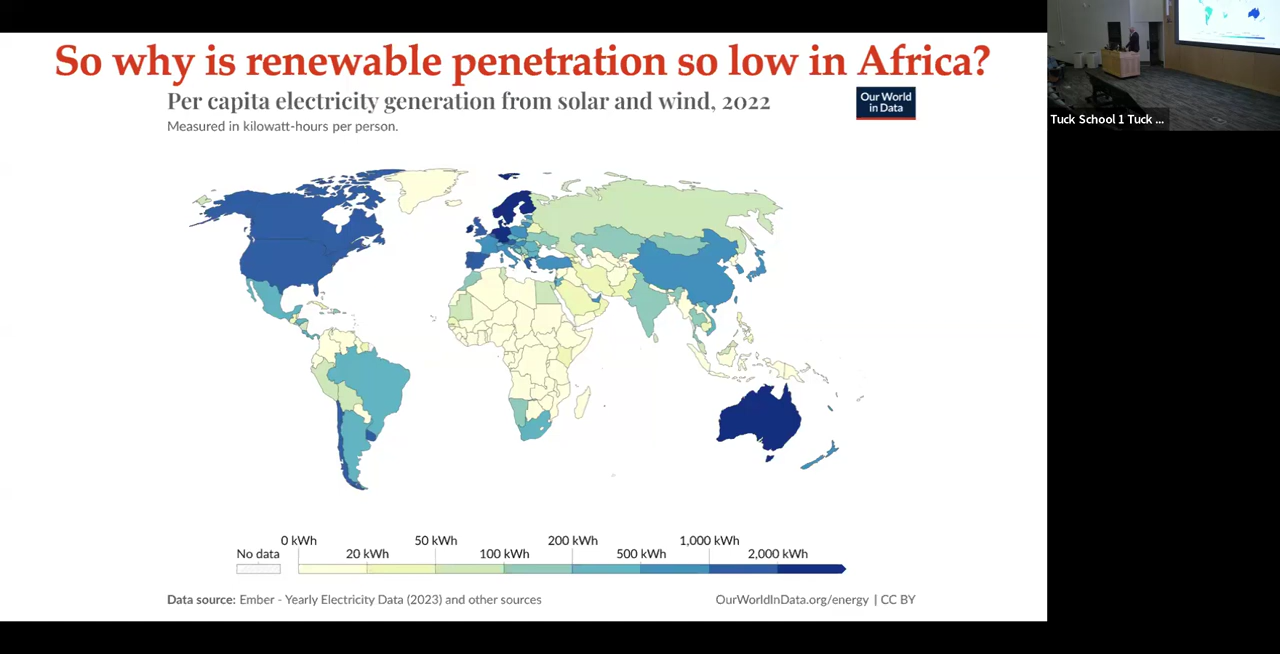 So why is renewable penetration so low in Africa?
Per capita electricity generation from solar and wind, 2022
Our World
in Data
Measured in kilowatt-hours per person.
Tuck School 1 Tuck ...
No data
0 kWh
20 kWh
50 kWh
100 kWh
200 kWh
500 kWh
1,000 kWh
2,000 kWh
Data source: Ember - Yearly Electricity Data (2023) and other sources
OurWorldInData.org/energy | CC BY